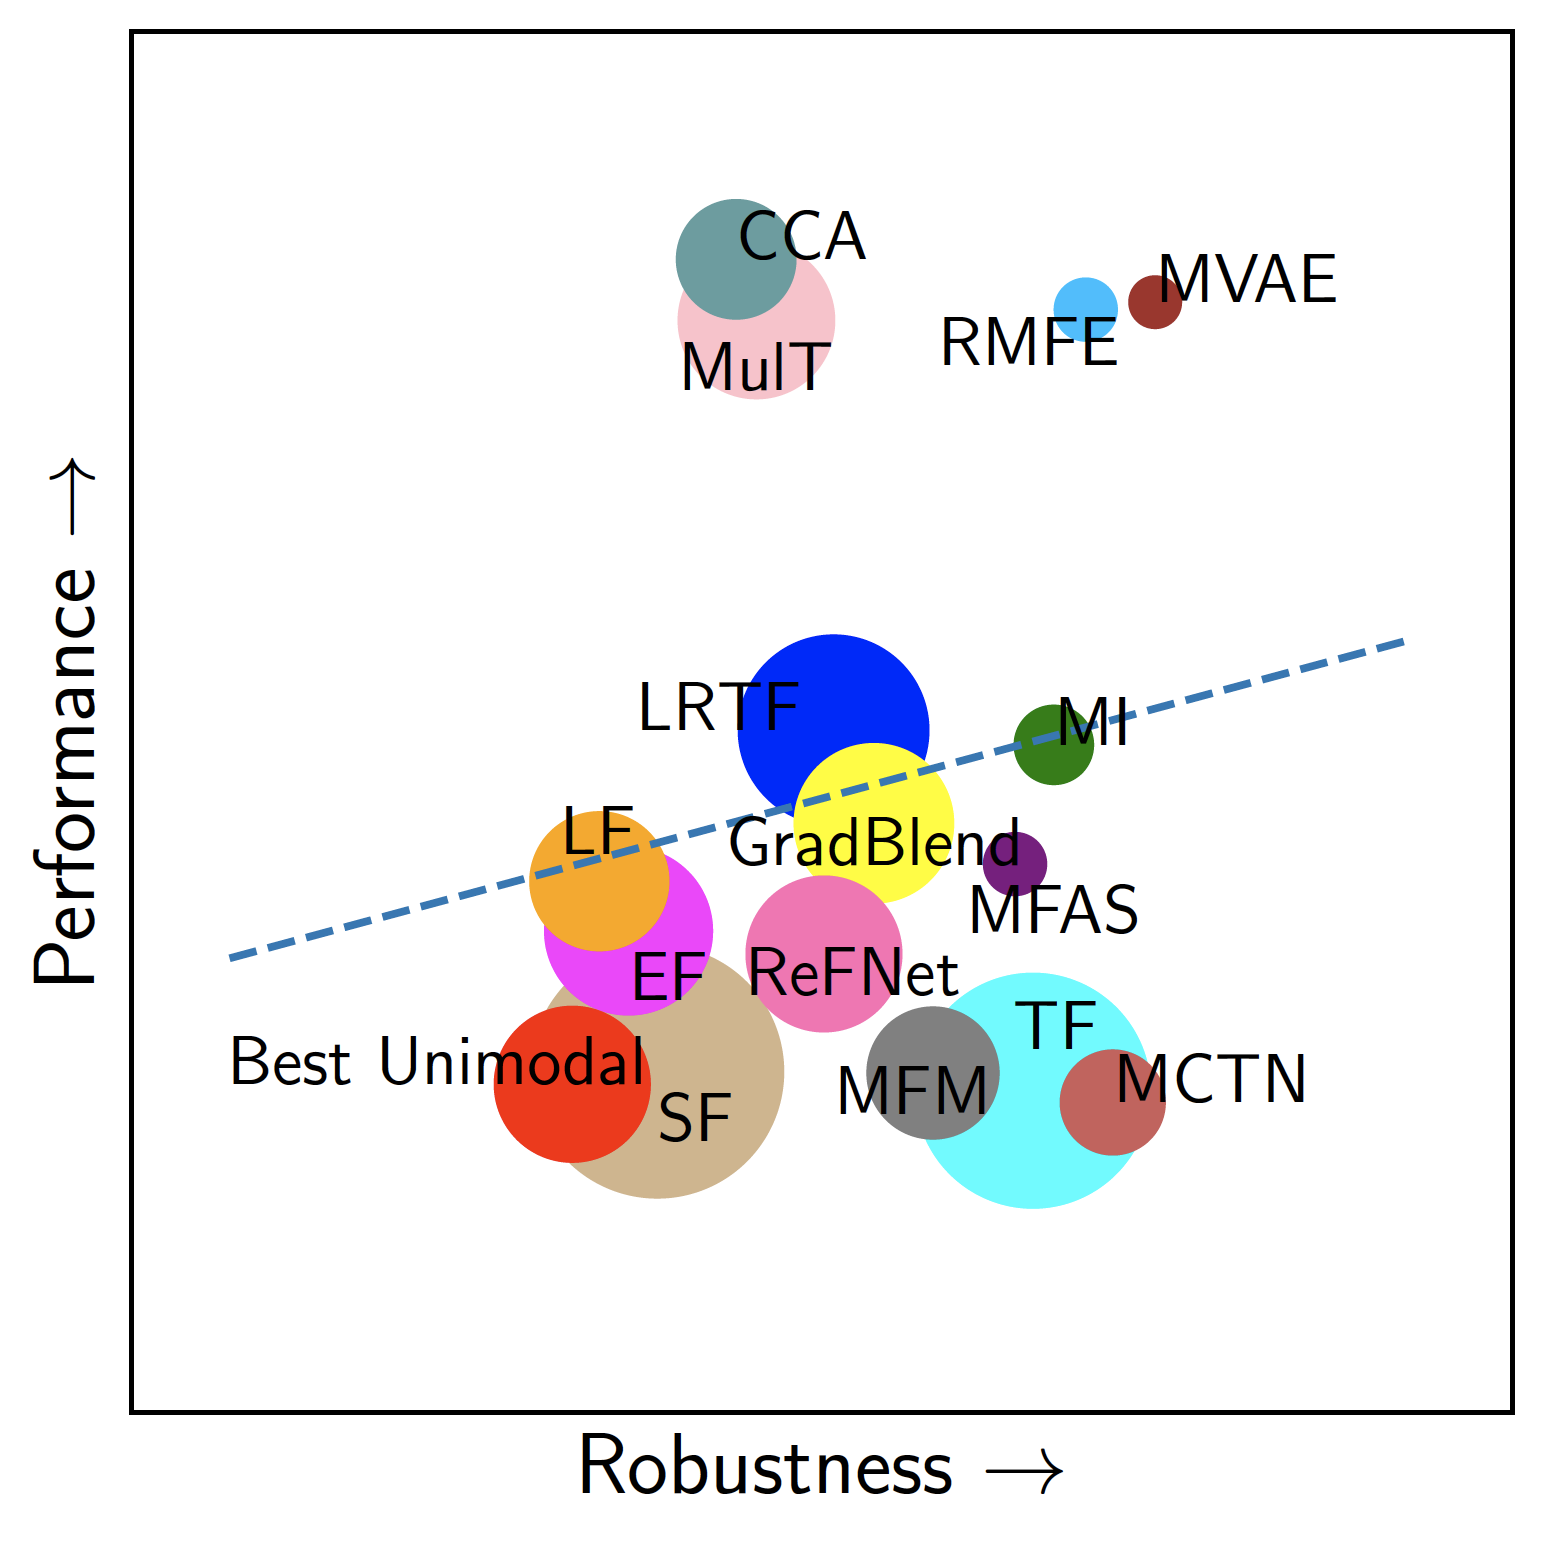 CCA
MVAE
RMFE
MulT
Performance →
LRTF
MI
LF
GradBlend
MFAS
EF
ReFNet
TF
Best Unimodal
MCTN
MFM
SF
Robustness →